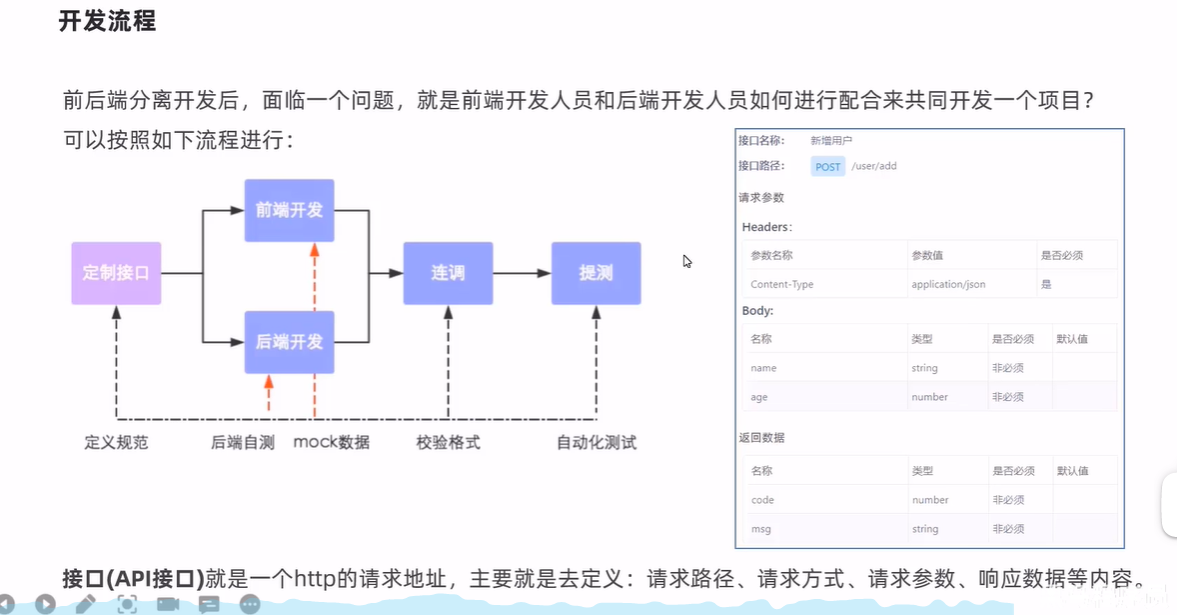 开发流程
前后端分离开发后，面临一个问题，就是前端开发人员和后端开发人员如何进行配合来共同开发一个项目？
可以按照如下流程进行：
定制接口
前端开发
后端开发
连调
提测
定义规范
后端自测
mock数据
校验格式
自动化测试
接口名称： 新增用户
接口路径： POST /user/add
请求参数
Headers：
参数名称 参数值 是否必须
Content-Type application/json 是
Body:
名称 类型 是否必须 默认值
name string 非必须
age number 非必须
返回数据
名称 类型 是否必须 默认值
code number 非必须
msg string 非必须
接口(API接口)就是一个http的请求地址，主要就是去定义：请求路径、请求方式、请求参数、响应数据等内容。